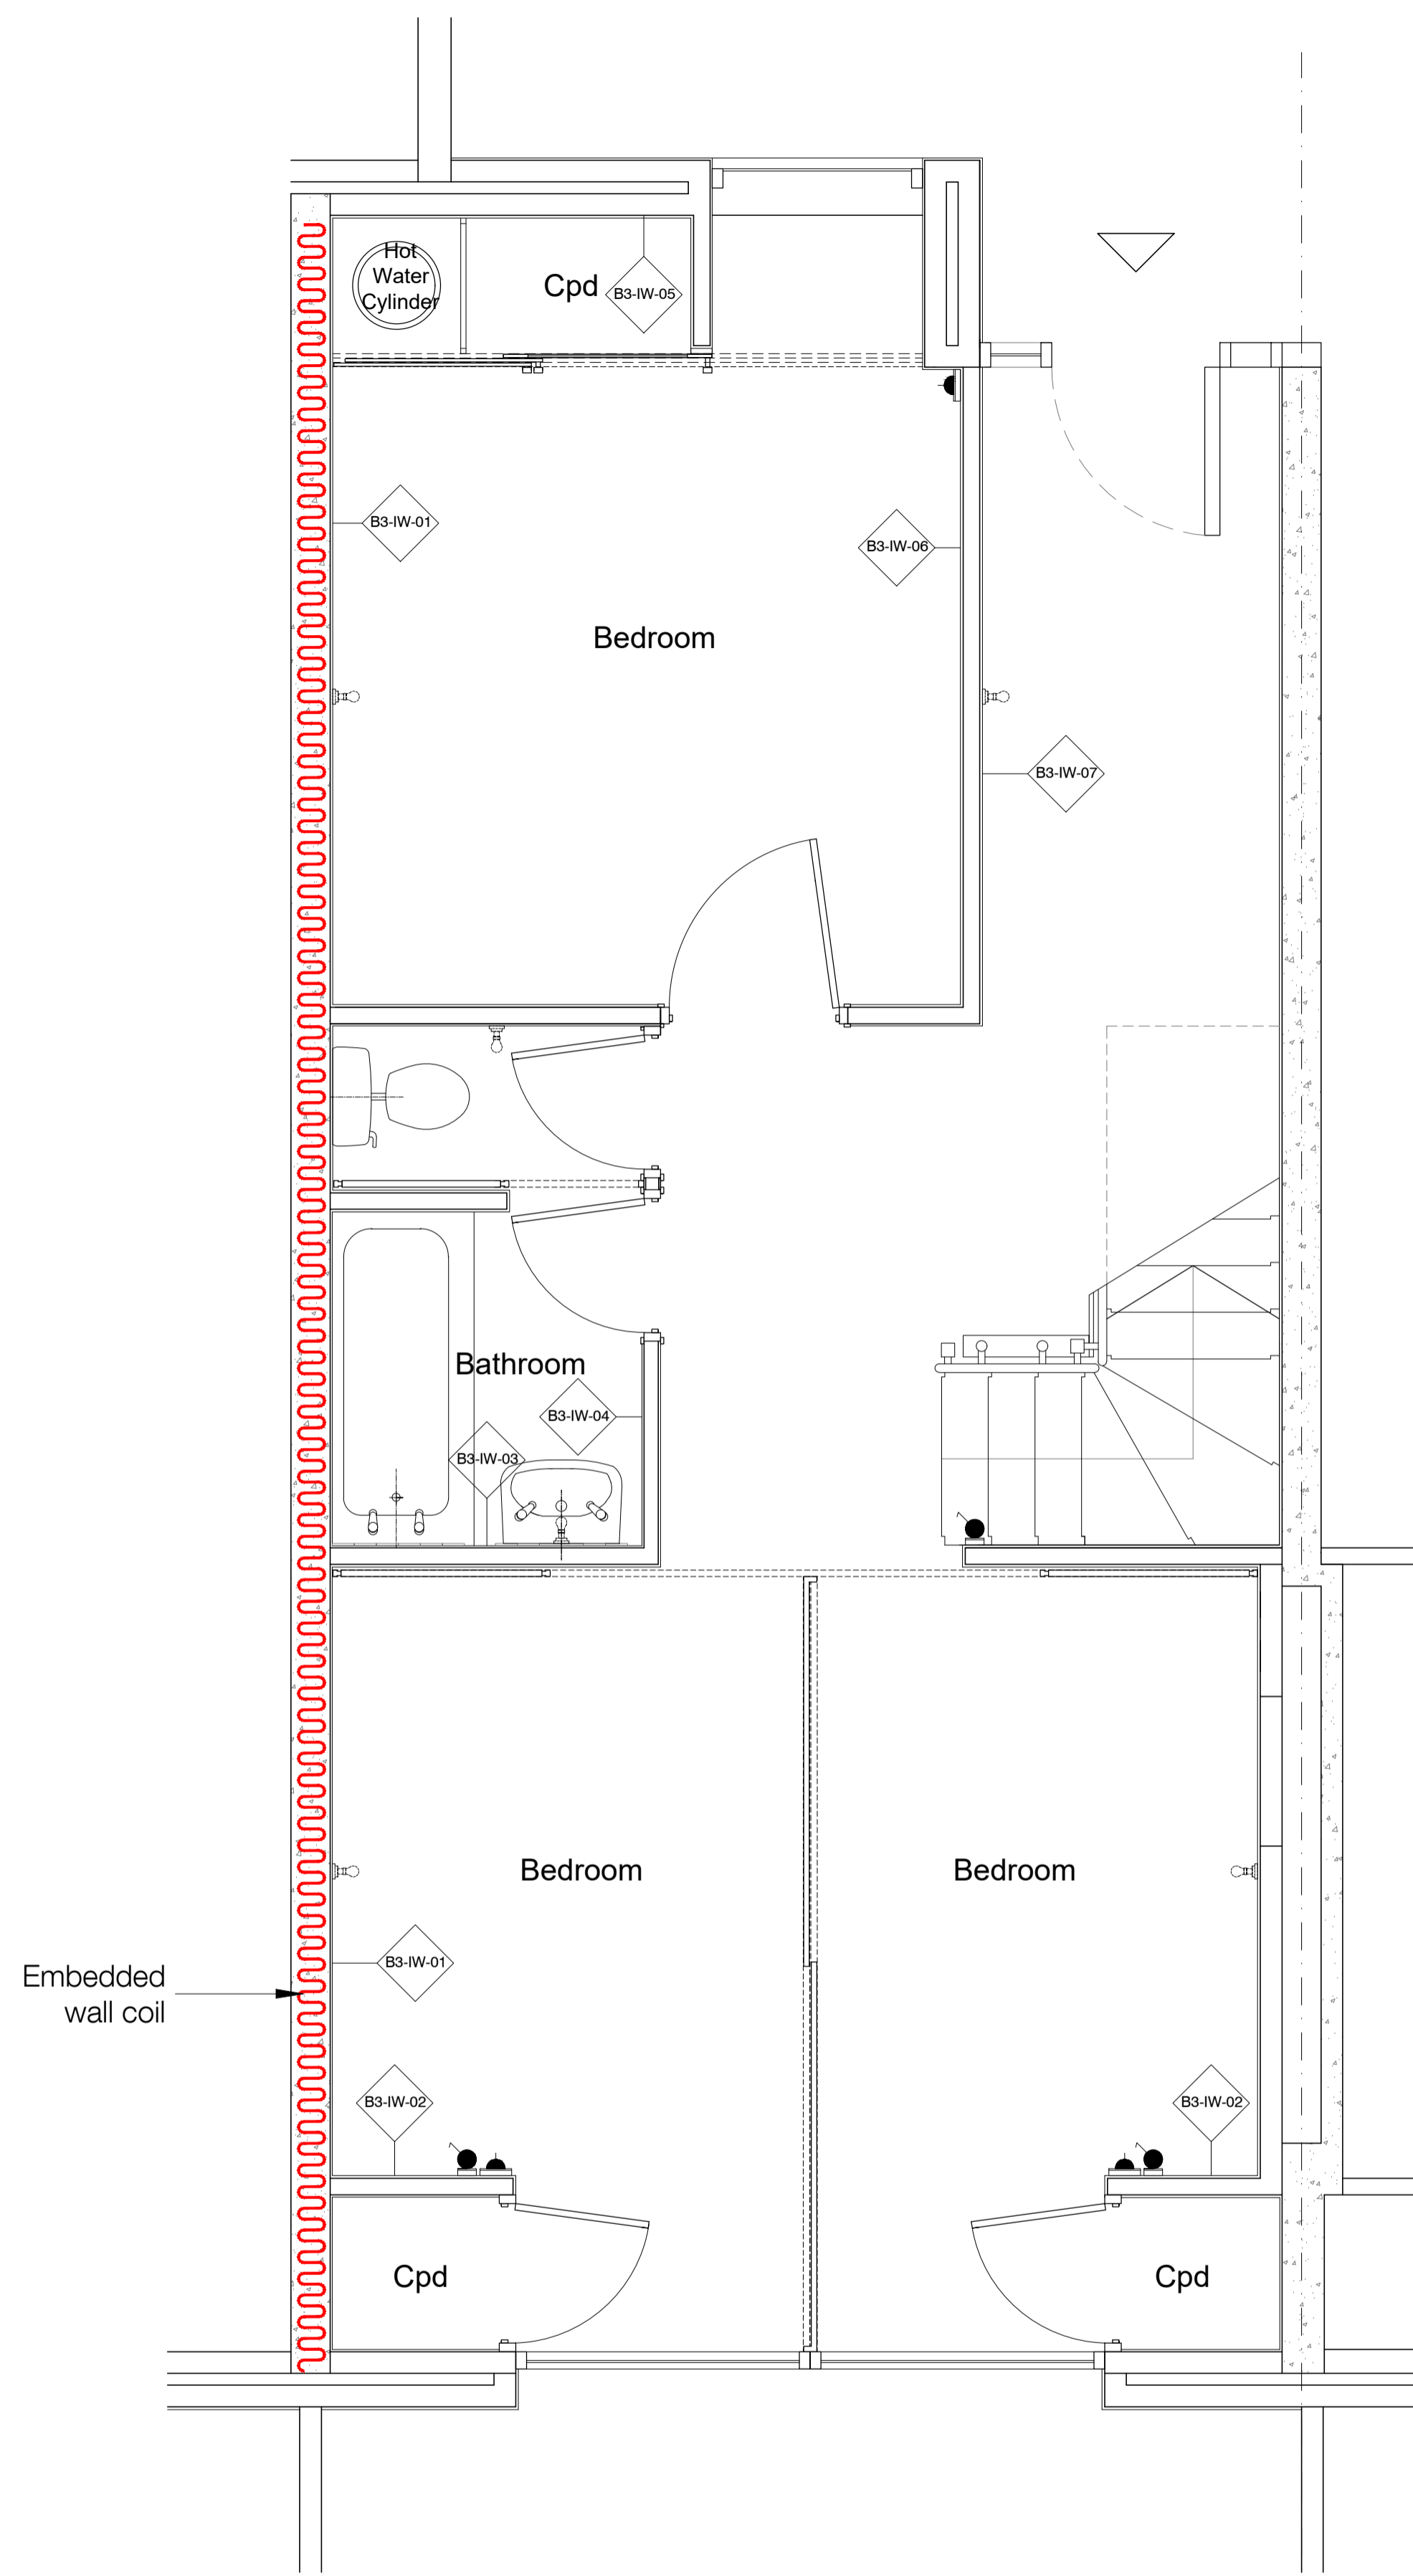 Hot
Water
Cylinder
Cpd
B3-IW-05
B3-IW-01
B3-IW-06
Bedroom
B3-IW-07
Bathroom
B3-IW-04
B3-IW-03
Bedroom
Bedroom
B3-IW-01
Embedded
wall coil
B3-IW-02
B3-IW-02
Cpd
Cpd